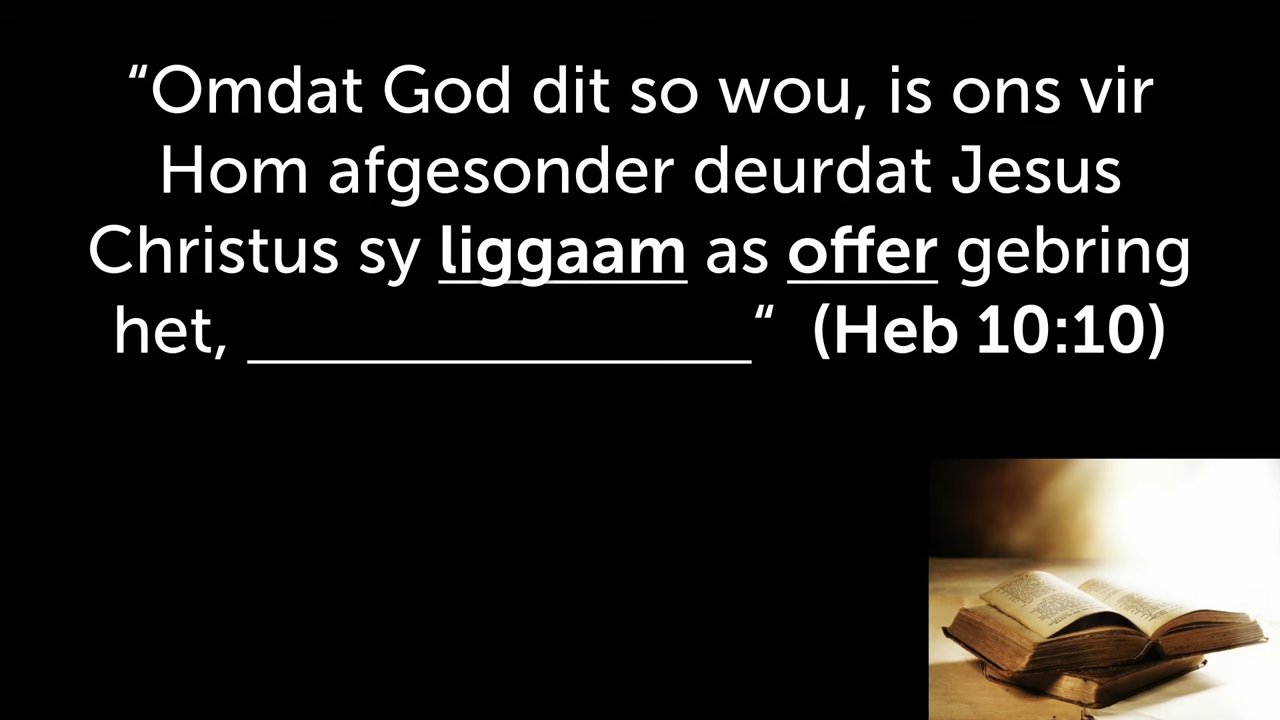 “Omdat God dit so wou, is ons vir
Hom afgesonder deurdat Jesus
Christus sy liggaam as offer gebring
het, ___________________“ (Heb 10:10)